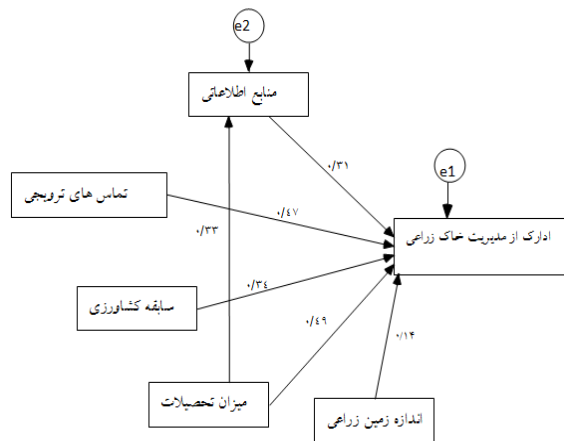 e2
منابع اطلاعاتی
۰/۳۱
e1
تماس های ترویجی
۰/۴۷
۰/۳۳
ادارک از مدیریت خاک زراعی
۰/۳۴
سابقه کشاورزی
۰/۴۹
۰/۱۴
میزان تحصیلات
اندازه زمین زراعی